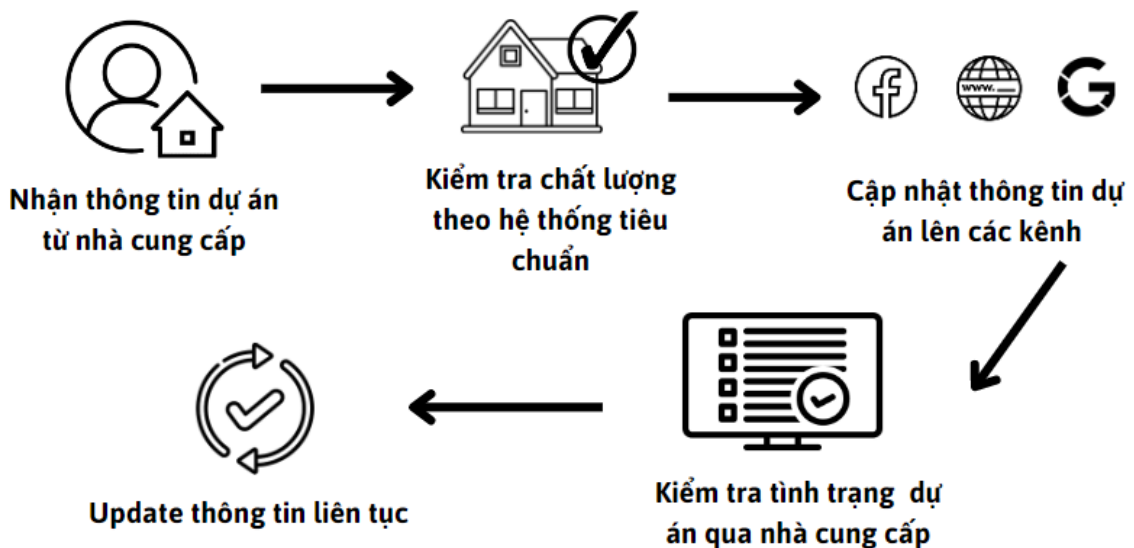 www.
Nhận thông tin dự án
từ nhà cung cấp
Kiểm tra chất lượng
theo hệ thống tiêu
chuẩn
Cập nhật thông tin dự
án lên các kênh
Update thông tin liên tục
Kiểm tra tình trạng dự
án qua nhà cung cấp